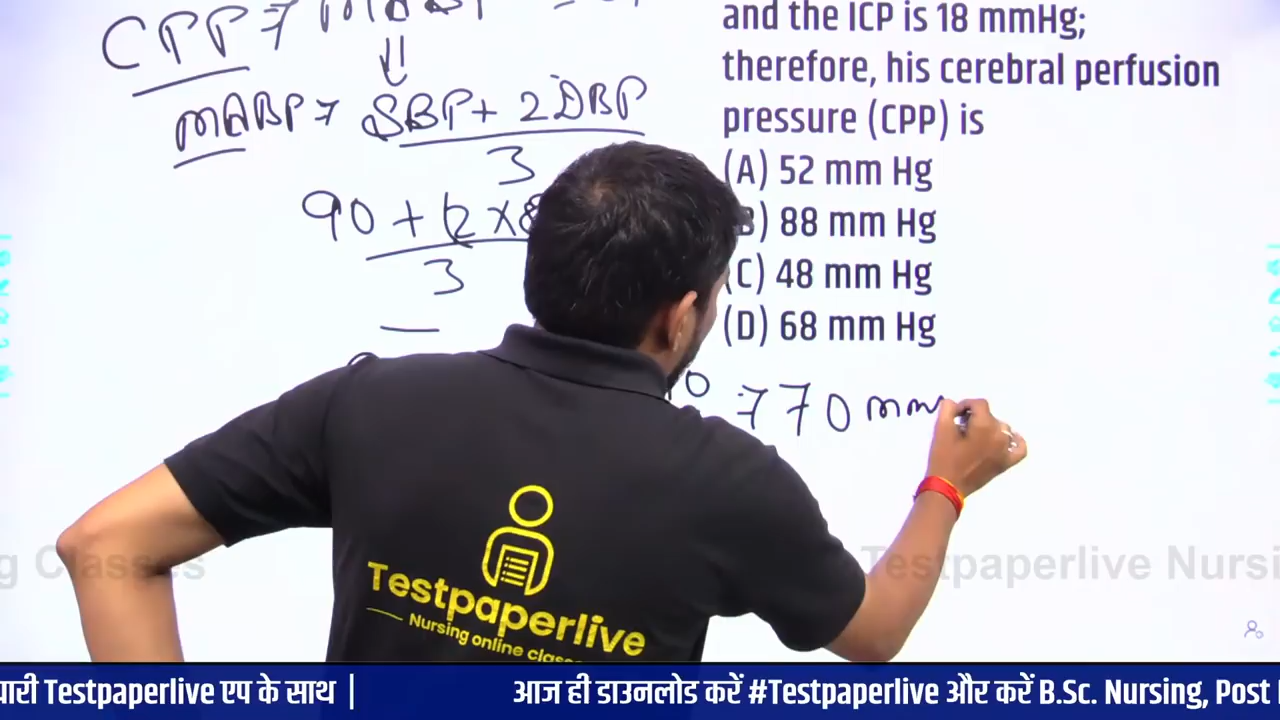 CPP =
MABP = SBP + 2DBP
3
90 + (2×8
3
0 = 70 mm
and the ICP is 18 mmHg;
therefore, his cerebral perfusion
pressure (CPP) is
(A) 52 mm Hg
B) 88 mm Hg
(C) 48 mm Hg
(D) 68 mm Hg
g Classes
Testpaperlive Nursi
Testpaperlive
Nursing online class
यारी Testpaperlive एप के साथ |
आज ही डाउनलोड करें #Testpaperlive और करें B.Sc. Nursing, Post